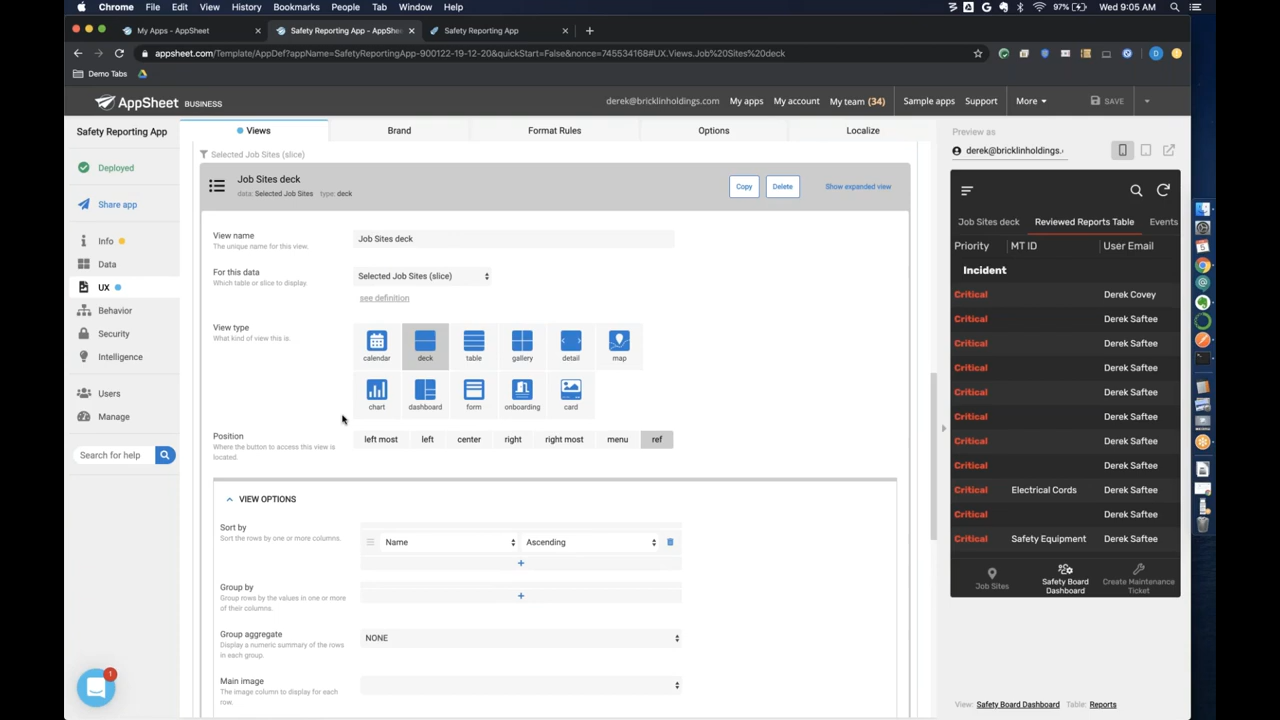 Chrome File Edit View History Bookmarks People Tab Window Help 97% Wed 9:05 AM
My Apps - AppSheet
Safety Reporting App - AppShe
Safety Reporting App
appsheet.com/Template/AppDef?appName=SafetyReportingApp-900122-19-12-20&quickStart=False&nonce=745534168#UX.Views.Job%20Sites%20deck
Demo Tabs
AppSheet BUSINESS
derek@bricklinholdings.com My apps My account My team (34) Sample apps Support More SAVE
Safety Reporting App
Deployed
Share app
Info
Data
UX
Behavior
Security
Intelligence
Users
Manage
Search for help
1
Views Brand Format Rules Options Localize
Selected Job Sites (slice)
Job Sites deck
data: Selected Job Sites type: deck
Copy Delete Show expanded view
View name
The unique name for this view.
Job Sites deck
For this data
Which table or slice to display.
Selected Job Sites (slice)
see definition
View type
What kind of view this is.
calendar deck table gallery detail map
chart dashboard form onboarding card
Position
Where the button to access this view is
located.
left most left center right right most menu ref
VIEW OPTIONS
Sort by
Sort the rows by one or more columns.
Name Ascending
+
Group by
Group rows by the values in one or more
of their columns.
+
Group aggregate
Display a numeric summary of the rows
in each group.
NONE
Main image
The image column to display for each
row.
Preview as
derek@bricklinholdings.
Job Sites deck Reviewed Reports Table Events
Priority MT ID User Email
Incident
Critical Derek Covey
Critical Derek Saftee
Critical Derek Saftee
Critical Derek Saftee
Critical Derek Saftee
Critical Derek Saftee
Critical Derek Saftee
Critical Derek Saftee
Critical Electrical Cords Derek Saftee
Critical Derek Saftee
Critical Safety Equipment Derek Saftee
Job Sites
Safety Board
Dashboard
Create Maintenance
Ticket
View: Safety Board Dashboard Table: Reports